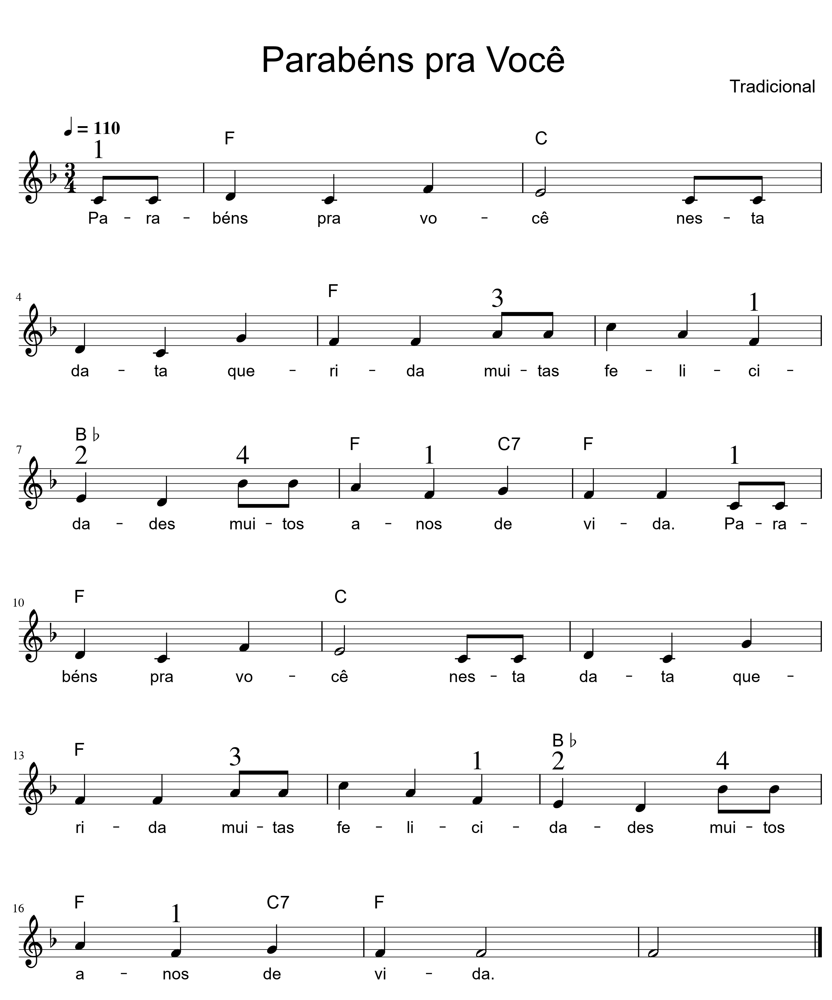 Parabéns pra Você
Tradicional
= 110
1
F C
3
4
Pa - ra - béns pra vo - cê nes - ta
4
F 3 1
da - ta que - ri - da mui - tas fe - li - ci -
B♭
7
2 4 F 1 C7 F 1
da - des mui - tos a - nos de vi - da. Pa - ra -
10
F C
béns pra vo - cê nes - ta da - ta que -
B♭
13
F 3 1 2 4
ri - da mui - tas fe - li - ci - da - des mui - tos
16
F 1 C7 F
a - nos de vi - da.